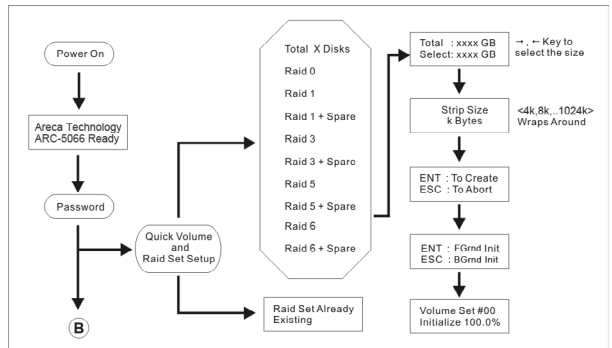 Power On
Areca Technology
ARC-5066 Ready
Password
B
Quick Volume
and
Raid Set Setup
Total X Disks
Raid 0
Raid 1
Raid 1 + Spare
Raid 3
Raid 3 + Spare
Raid 5
Raid 5 + Spare
Raid 6
Raid 6 + Spare
Raid Set Already
Existing
Total : xxxx GB
Select: xxxx GB
→ , ← Key to
select the size
Strip Size
k Bytes
<4k,8k,..1024k>
Wraps Around
ENT : To Create
ESC : To Abort
ENT : FGrnd Init
ESC : BGrnd Init
Volume Set #00
Initialize 100.0%